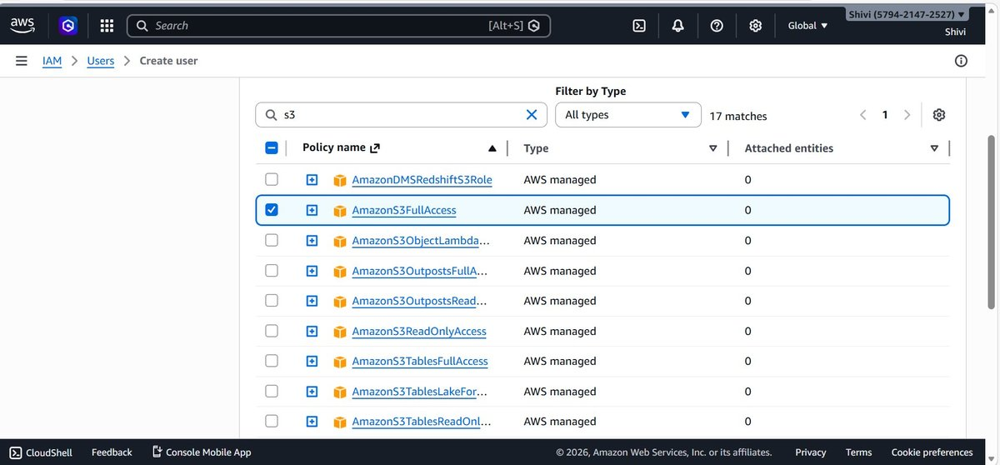 aws
Search [Alt+S]
Global
Shivi (5794-2147-2527)
Shivi
IAM > Users > Create user
Filter by Type
s3
All types
17 matches
1
Policy name Type Attached entities
AmazonDMSRedshiftS3Role AWS managed 0
AmazonS3FullAccess AWS managed 0
AmazonS3ObjectLambda... AWS managed 0
AmazonS3OutpostsFullA... AWS managed 0
AmazonS3OutpostsRead... AWS managed 0
AmazonS3ReadOnlyAccess AWS managed 0
AmazonS3TablesFullAccess AWS managed 0
AmazonS3TablesLakeFor... AWS managed 0
AmazonS3TablesReadOnl... AWS managed 0
CloudShell Feedback Console Mobile App © 2026, Amazon Web Services, Inc. or its affiliates. Privacy Terms Cookie preferences